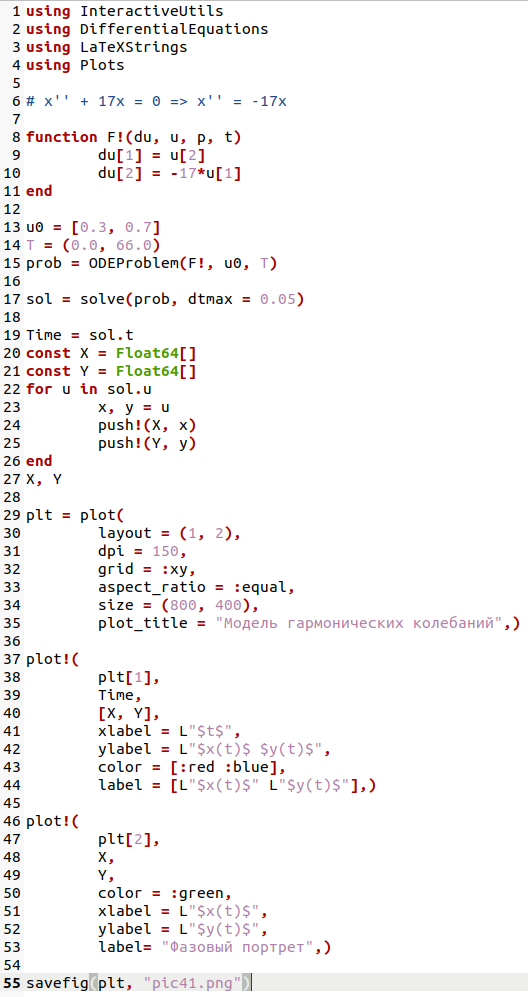 1 using InteractiveUtils
2 using DifferentialEquations
3 using LaTeXStrings
4 using Plots
5
6 # x'' + 17x = 0 => x'' = -17x
7
8 function F!(du, u, p, t)
9         du[1] = u[2]
10         du[2] = -17*u[1]
11 end
12
13 u0 = [0.3, 0.7]
14 T = (0.0, 66.0)
15 prob = ODEProblem(F!, u0, T)
16
17 sol = solve(prob, dtmax = 0.05)
18
19 Time = sol.t
20 const X = Float64[]
21 const Y = Float64[]
22 for u in sol.u
23         x, y = u
24         push!(X, x)
25         push!(Y, y)
26 end
27 X, Y
28
29 plt = plot(
30         layout = (1, 2),
31         dpi = 150,
32         grid = :xy,
33         aspect_ratio = :equal,
34         size = (800, 400),
35         plot_title = "Модель гармонических колебаний",)
36
37 plot!(
38         plt[1],
39         Time,
40         [X, Y],
41         xlabel = L"$t$",
42         ylabel = L"$x(t)$ $y(t)$",
43         color = [:red :blue],
44         label = [L"$x(t)$" L"$y(t)$"],)
45
46 plot!(
47         plt[2],
48         X,
49         Y,
50         color = :green,
51         xlabel = L"$x(t)$",
52         ylabel = L"$y(t)$",
53         label= "Фазовый портрет",)
54
55 savefig(plt, "pic41.png")